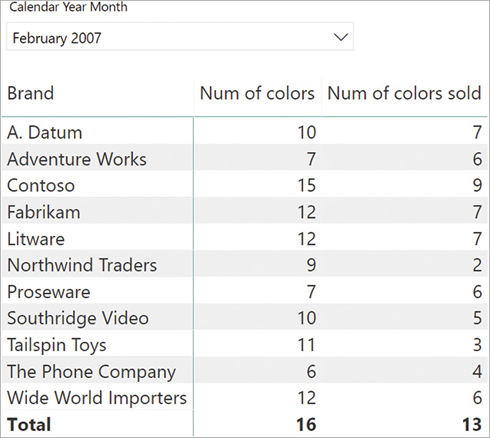 Calendar Year Month
February 2007
Brand Num of colors Num of colors sold
A. Datum 10 7
Adventure Works 7 6
Contoso 15 9
Fabrikam 12 7
Litware 12 7
Northwind Traders 9 2
Proseware 7 6
Southridge Video 10 5
Tailspin Toys 11 3
The Phone Company 6 4
Wide World Importers 12 6
Total 16 13